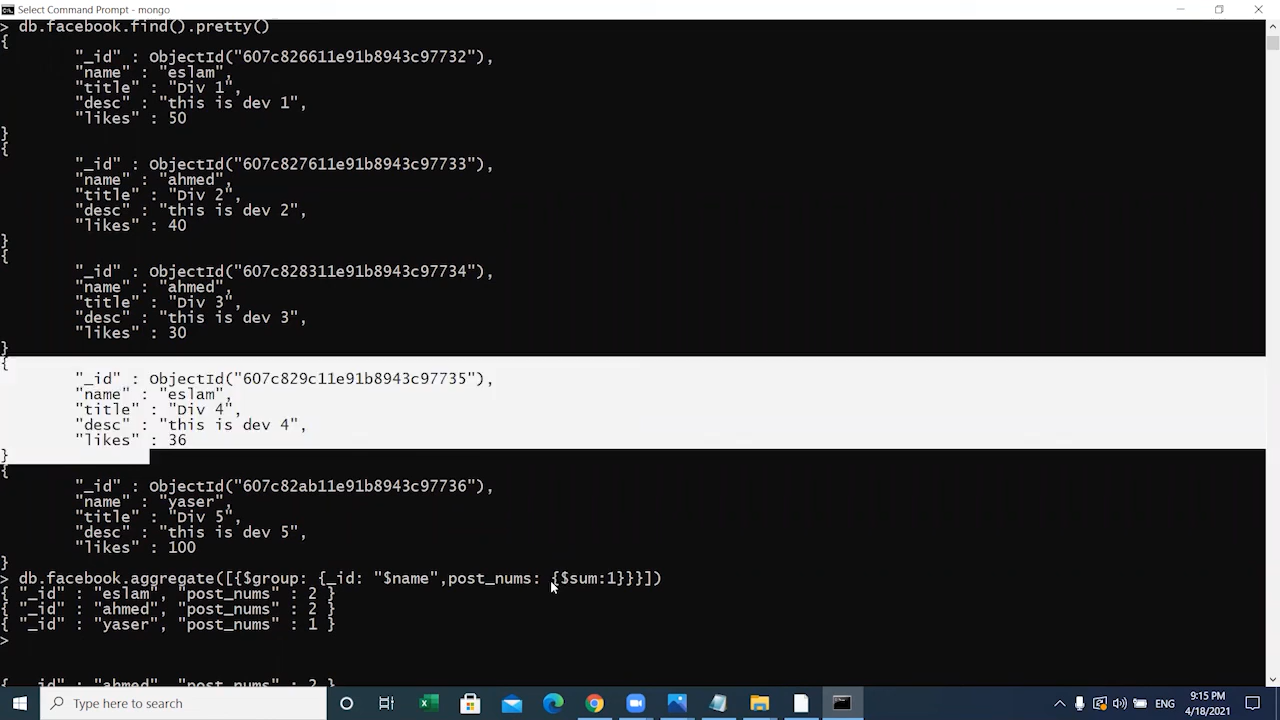 Select Command Prompt - mongo
> db.facebook.find().pretty()
{
"_id" : ObjectId("607c826611e91b8943c97732"),
"name" : "eslam",
"title" : "Div 1",
"desc" : "this is dev 1",
"likes" : 50
}
{
"_id" : ObjectId("607c827611e91b8943c97733"),
"name" : "ahmed",
"title" : "Div 2",
"desc" : "this is dev 2",
"likes" : 40
}
{
"_id" : ObjectId("607c828311e91b8943c97734"),
"name" : "ahmed",
"title" : "Div 3",
"desc" : "this is dev 3",
"likes" : 30
}
{
"_id" : ObjectId("607c829c11e91b8943c97735"),
"name" : "eslam",
"title" : "Div 4",
"desc" : "this is dev 4",
"likes" : 36
}
{
"_id" : ObjectId("607c82ab11e91b8943c97736"),
"name" : "yaser",
"title" : "Div 5",
"desc" : "this is dev 5",
"likes" : 100
}
> db.facebook.aggregate([{$group: {_id: "$name",post_nums: {$sum:1}}}])
{ "_id" : "eslam", "post_nums" : 2 }
{ "_id" : "ahmed", "post_nums" : 2 }
{ "_id" : "yaser", "post_nums" : 1 }
>
{ "_id" : "ahmed", "post_nums" : 2 }
Type here to search
ENG
9:15 PM
4/18/2021